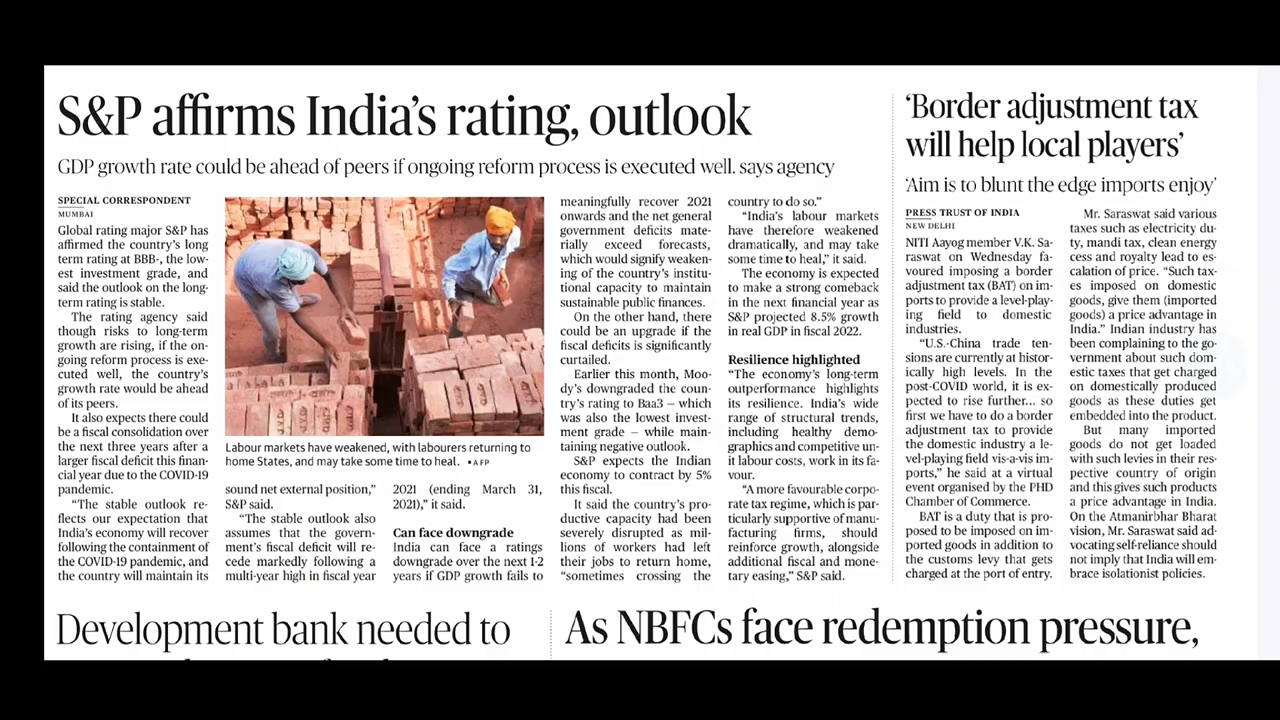 S&P affirms India's rating, outlook
GDP growth rate could be ahead of peers if ongoing reform process is executed well. says agency
SPECIAL CORRESPONDENT
MUMBAI
Global rating major S&P has
affirmed the country's long
term rating at BBB-, the low-
est investment grade, and
said the outlook on the long-
term rating is stable.
The rating agency said
though risks to long-term
growth are rising, if the on-
going reform process is exe-
cuted well, the country's
growth rate would be ahead
of its peers.
It also expects there could
be a fiscal consolidation over
the next three years after a
larger fiscal deficit this finan-
cial year due to the COVID-19
pandemic.
"The stable outlook re-
flects our expectation that
India's economy will recover
following the containment of
the COVID-19 pandemic, and
the country will maintain its
Labour markets have weakened, with labourers returning to
home States, and may take some time to heal. ▪AFP
sound net external position,"
S&P said.
"The stable outlook also
assumes that the govern-
ment's fiscal deficit will re-
cede markedly following a
multi-year high in fiscal year
2021 (ending March 31,
2021)," it said.
Can face downgrade
India can face a ratings
downgrade over the next 1-2
years if GDP growth fails to
meaningfully recover 2021
onwards and the net general
government deficits mate-
rially exceed forecasts,
which would signify weaken-
ing of the country's institu-
tional capacity to maintain
sustainable public finances.
On the other hand, there
could be an upgrade if the
fiscal deficits is significantly
curtailed.
Earlier this month, Moo-
dy's downgraded the coun-
try's rating to Baa3 – which
was also the lowest invest-
ment grade – while main-
taining negative outlook.
S&P expects the Indian
economy to contract by 5%
this fiscal.
It said the country's pro-
ductive capacity had been
severely disrupted as mil-
lions of workers had left
their jobs to return home,
"sometimes crossing the
country to do so."
"India's labour markets
have therefore weakened
dramatically, and may take
some time to heal," it said.
The economy is expected
to make a strong comeback
in the next financial year as
S&P projected 8.5% growth
in real GDP in fiscal 2022.
Resilience highlighted
"The economy's long-term
outperformance highlights
its resilience. India's wide
range of structural trends,
including healthy demo-
graphics and competitive un-
it labour costs, work in its fa-
vour.
"A more favourable corpo-
rate tax regime, which is par-
ticularly supportive of manu-
facturing firms, should
reinforce growth, alongside
additional fiscal and mone-
tary easing," S&P said.
'Border adjustment tax
will help local players'
'Aim is to blunt the edge imports enjoy'
PRESS TRUST OF INDIA
NEW DELHI
NITI Aayog member V.K. Sa-
raswat on Wednesday fa-
voured imposing a border
adjustment tax (BAT) on im-
ports to provide a level-play-
ing field to domestic
industries.
"U.S.-China trade ten-
sions are currently at histor-
ically high levels. In the
post-COVID world, it is ex-
pected to rise further... so
first we have to do a border
adjustment tax to provide
the domestic industry a le-
vel-playing field vis-a-vis im-
ports," he said at a virtual
event organised by the PHD
Chamber of Commerce.
BAT is a duty that is pro-
posed to be imposed on im-
ported goods in addition to
the customs levy that gets
charged at the port of entry.
Mr. Saraswat said various
taxes such as electricity du-
ty, mandi tax, clean energy
cess and royalty lead to es-
calation of price. "Such tax-
es imposed on domestic
goods, give them (imported
goods) a price advantage in
India." Indian industry has
been complaining to the go-
vernment about such dom-
estic taxes that get charged
on domestically produced
goods as these duties get
embedded into the product.
But many imported
goods do not get loaded
with such levies in their res-
pective country of origin
and this gives such products
a price advantage in India.
On the Atmanirbhar Bharat
vision, Mr. Saraswat said ad-
vocating self-reliance should
not imply that India will em-
brace isolationist policies.
Development bank needed to
As NBFCs face redemption pressure,